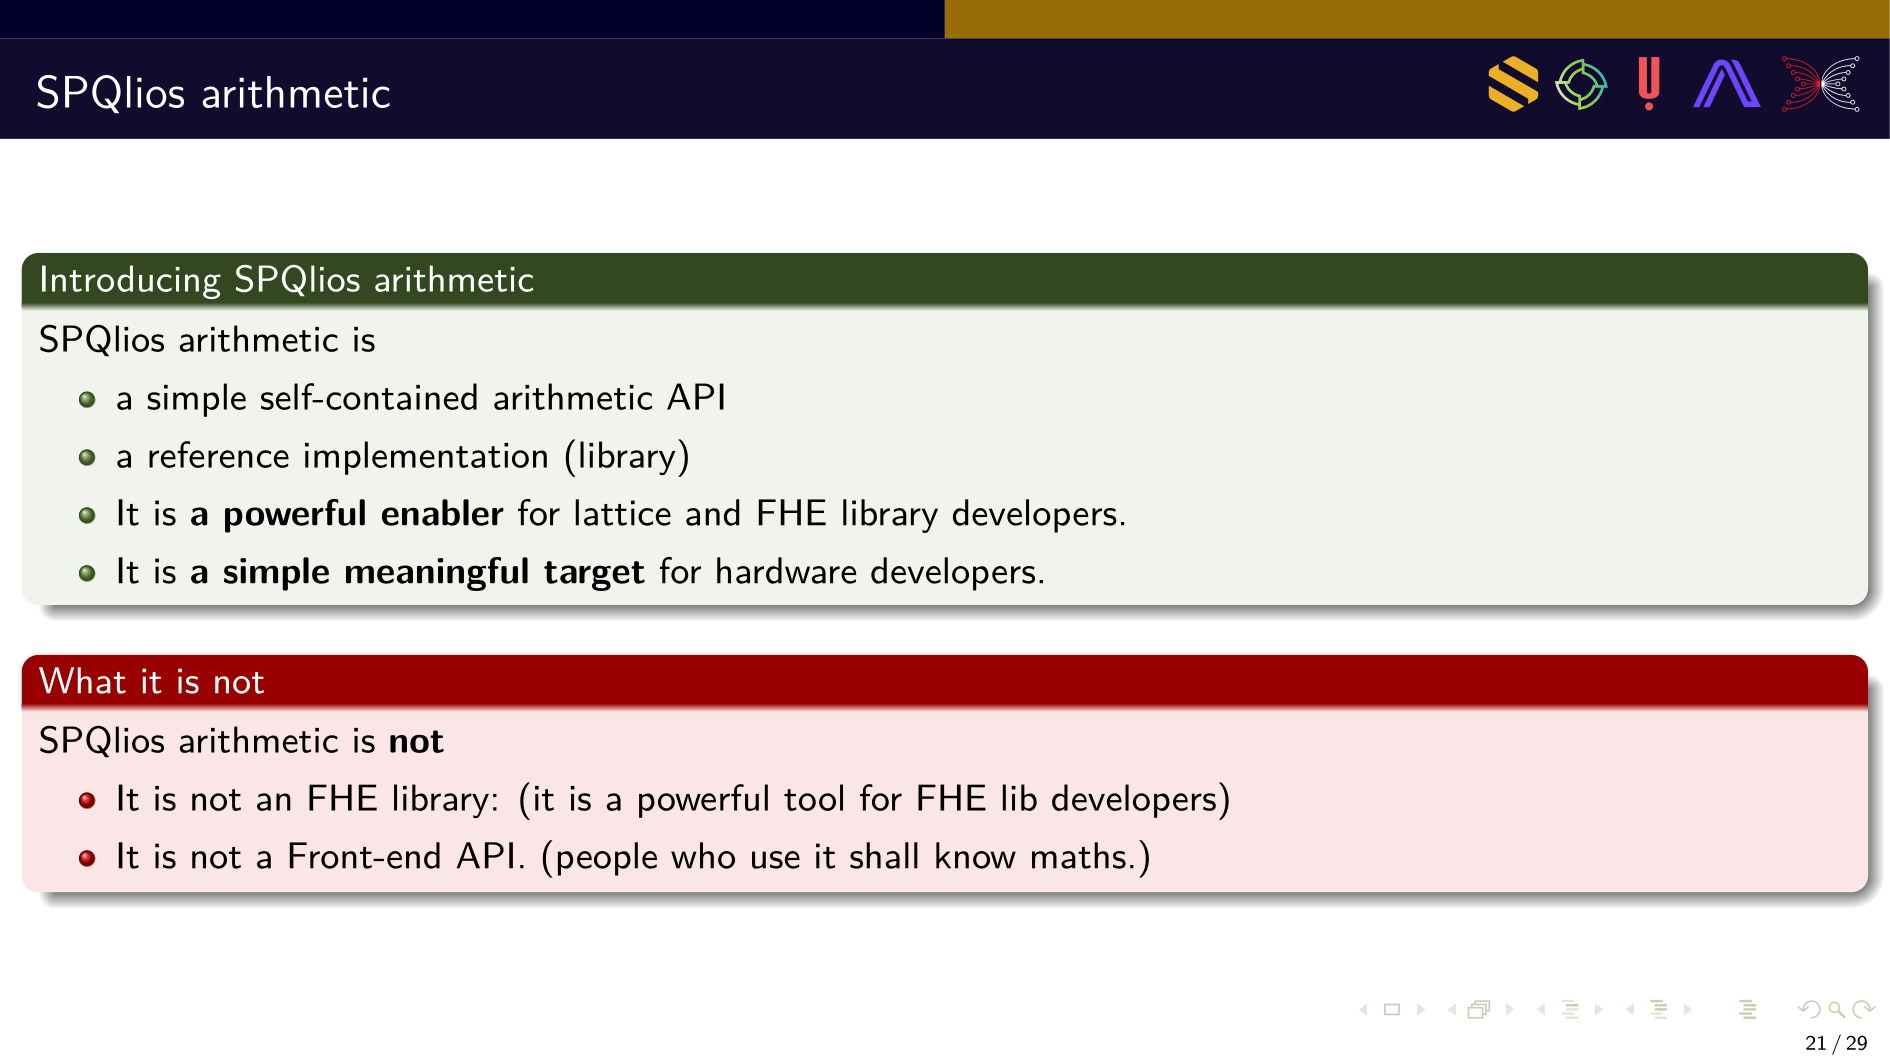 SPQlios arithmetic
Introducing SPQlios arithmetic
SPQlios arithmetic is
a simple self-contained arithmetic API
a reference implementation (library)
It is a powerful enabler for lattice and FHE library developers.
It is a simple meaningful target for hardware developers.
What it is not
SPQlios arithmetic is not
It is not an FHE library: (it is a powerful tool for FHE lib developers)
It is not a Front-end API. (people who use it shall know maths.)
21 / 29